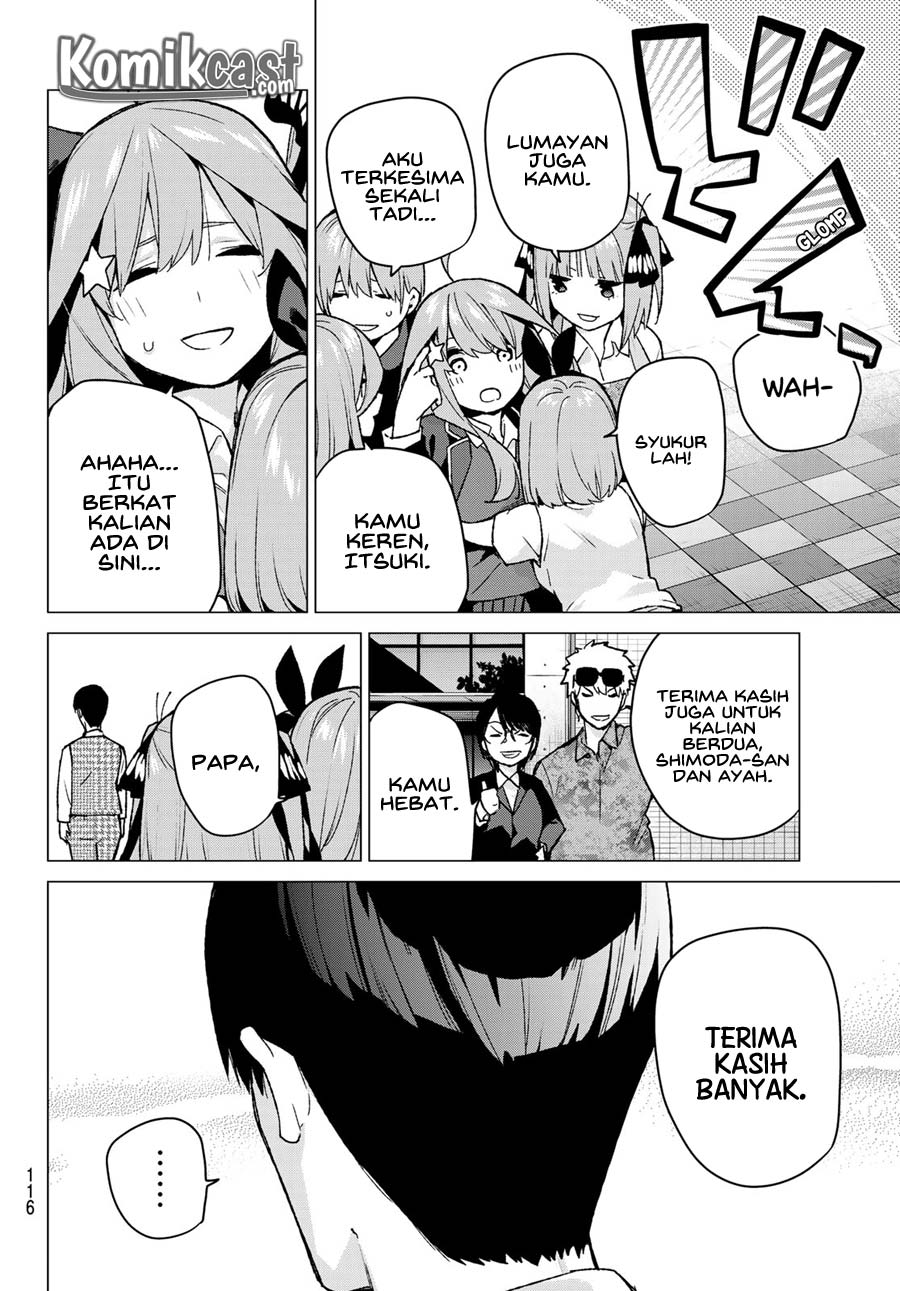 Komikcast
.com
GLOMP
WAH-
LUMAYAN
JUGA
KAMU.
AKU
TERKESIMA
SEKALI
TADI...
SYUKUR
LAH!
KAMU
KEREN,
ITSUKI.
AHAHA...
ITU
BERKAT
KALIAN
ADA DI
SINI...
TERIMA KASIH
JUGA UNTUK
KALIAN
BERDUA,
SHIMODA-SAN
DAN AYAH.
KAMU
HEBAT.
PAPA,
TERIMA
KASIH
BANYAK.
......
116